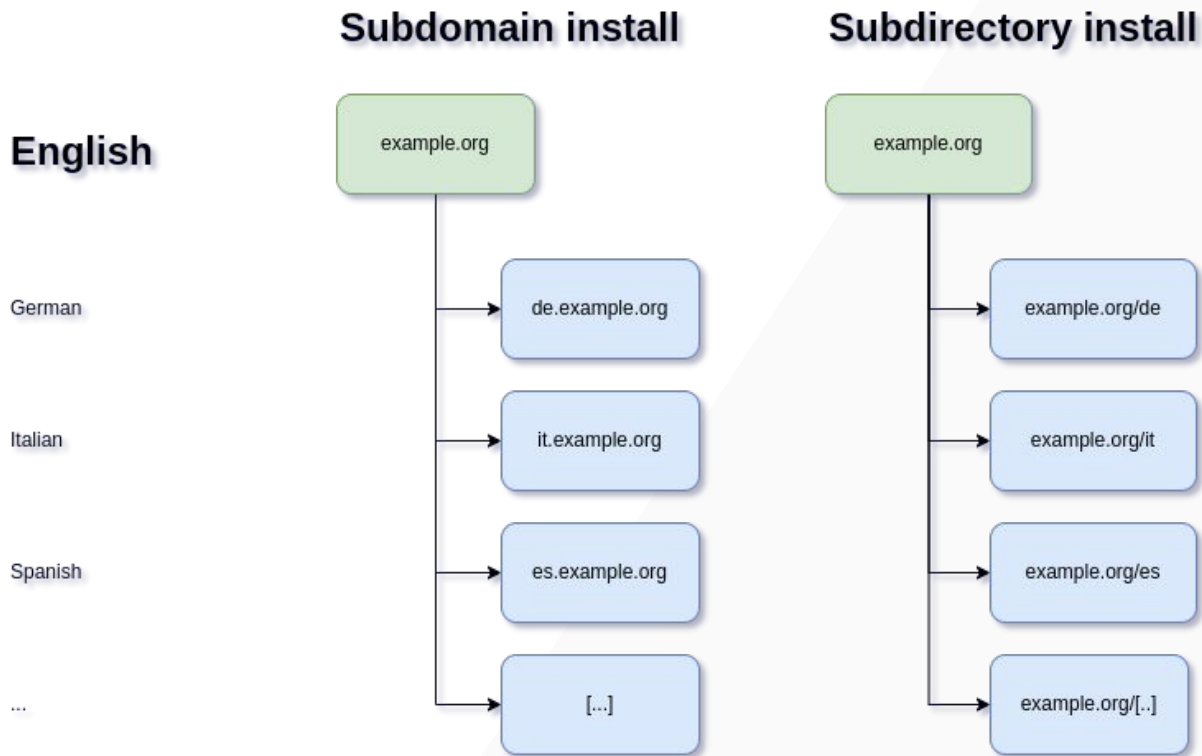 Subdomain install
Subdirectory install
English
example.org
example.org
German
de.example.org
example.org/de
Italian
it.example.org
example.org/it
Spanish
es.example.org
example.org/es
...
[...]
example.org/[..]